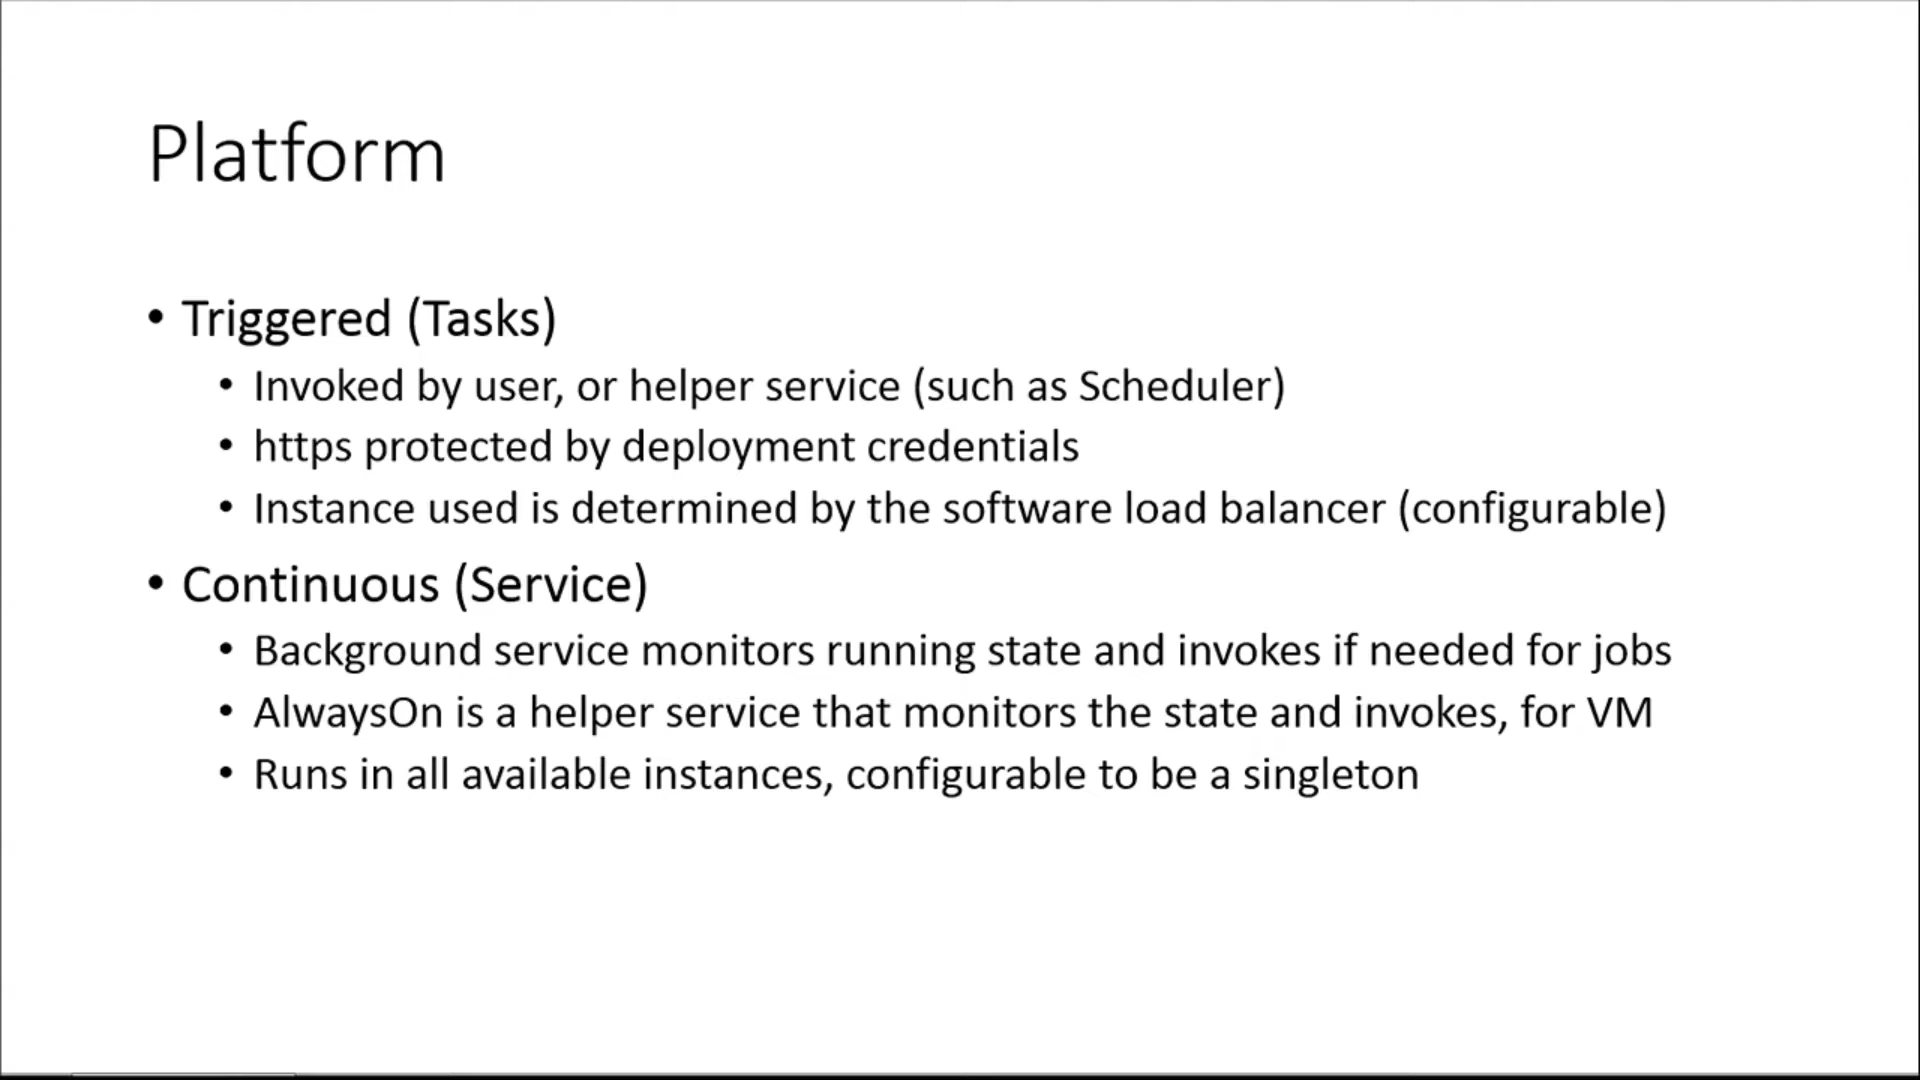 Platform
• Triggered (Tasks)
• Invoked by user, or helper service (such as Scheduler)
• https protected by deployment credentials
• Instance used is determined by the software load balancer (configurable)
• Continuous (Service)
• Background service monitors running state and invokes if needed for jobs
• AlwaysOn is a helper service that monitors the state and invokes, for VM
• Runs in all available instances, configurable to be a singleton